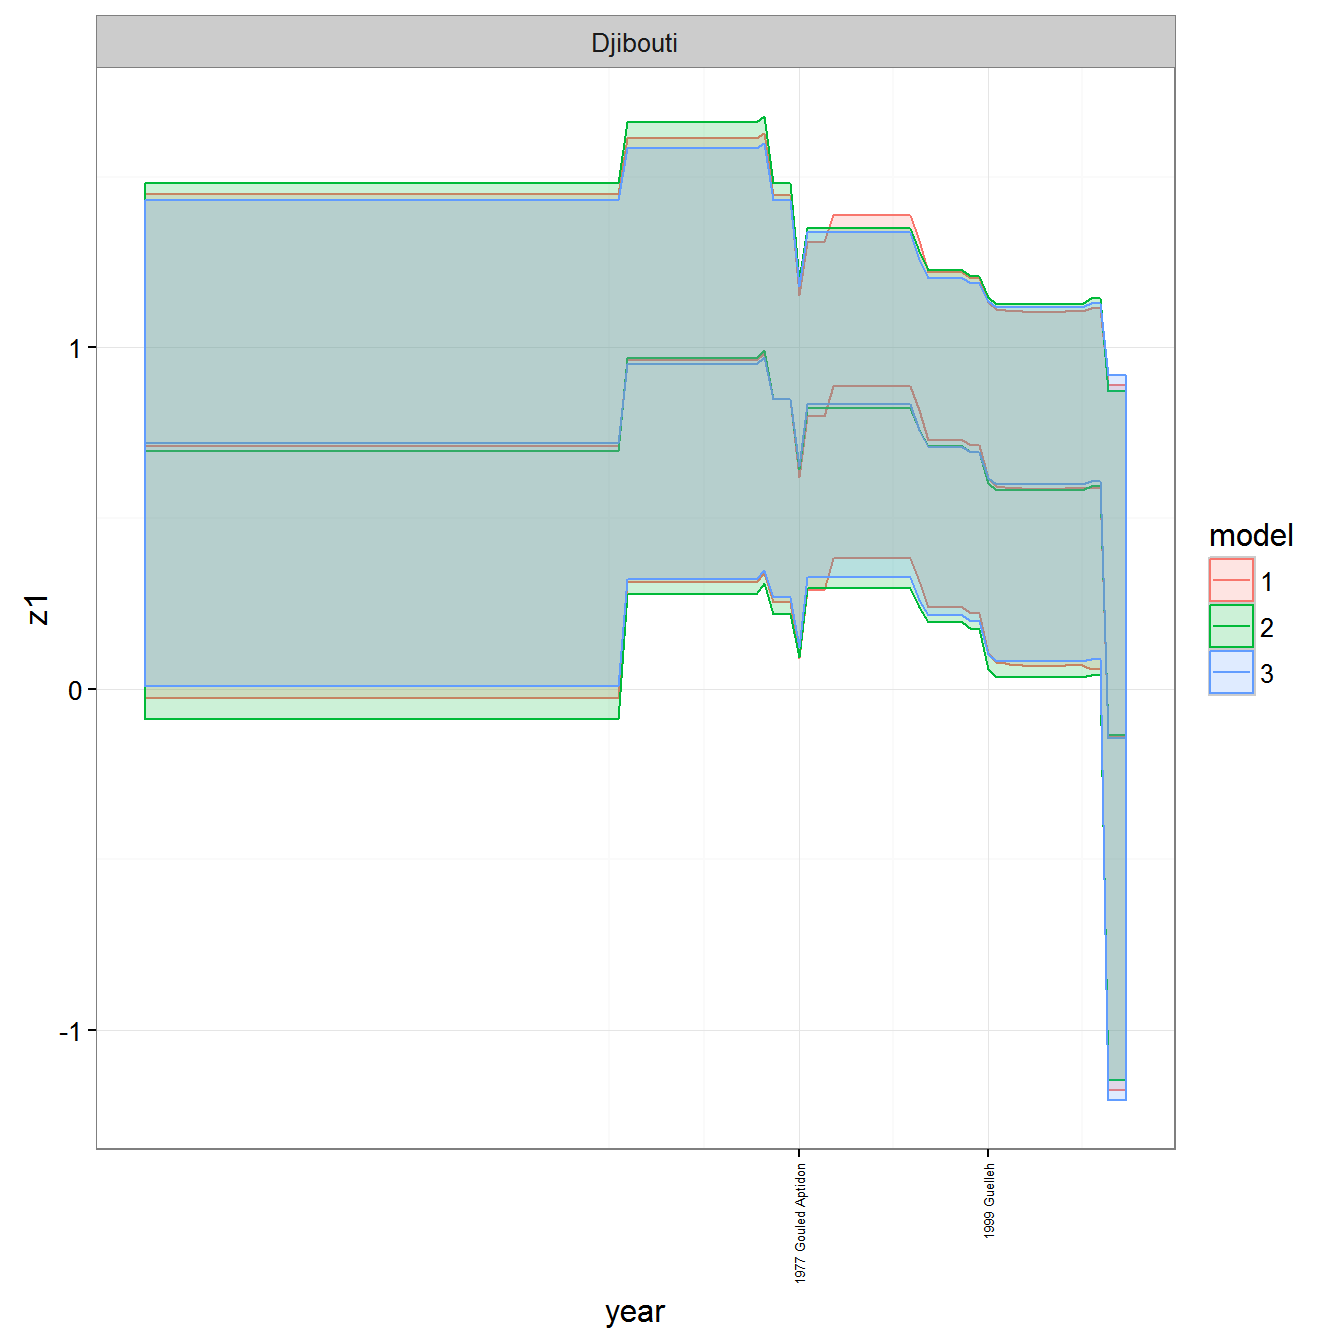 Djibouti
z1
1
0
-1
1977 Gouled Aptidon
1999 Guelleh
year
model
1
2
3